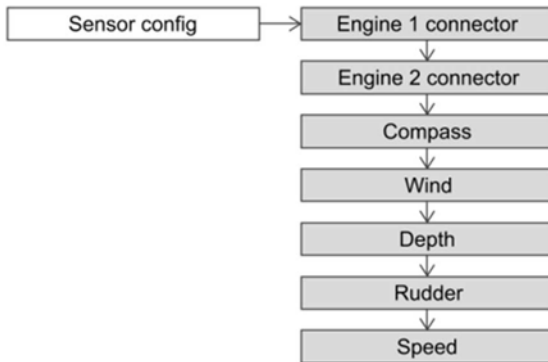 Sensor config
Engine 1 connector
Engine 2 connector
Compass
Wind
Depth
Rudder
Speed